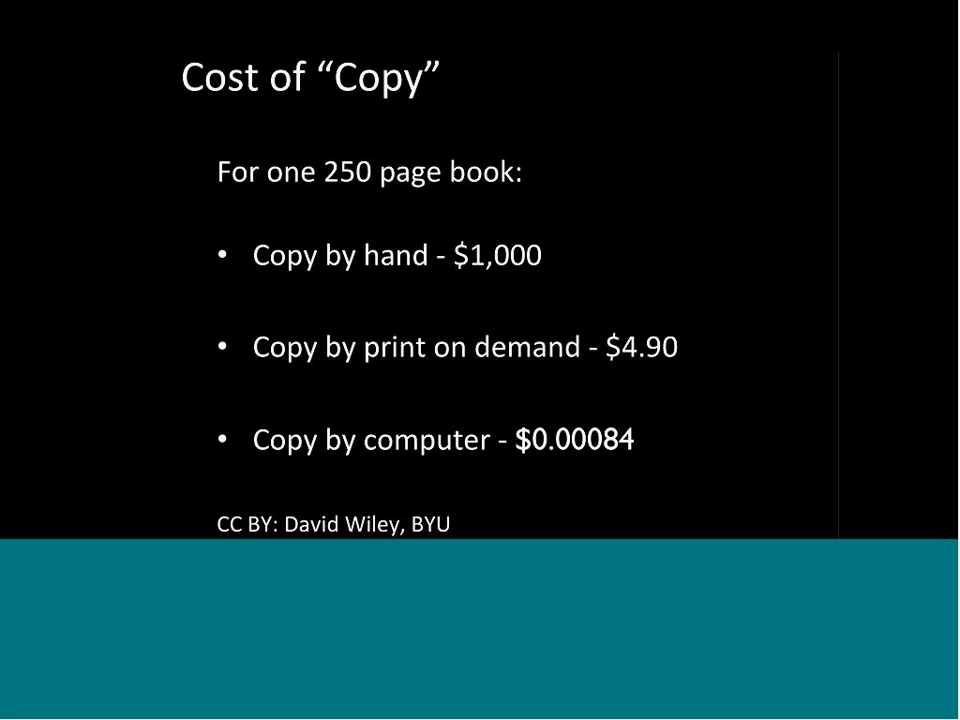 Cost of “Copy”
For one 250 page book:
• Copy by hand - $1,000
• Copy by print on demand - $4.90
• Copy by computer - $0.00084
CC BY: David Wiley, BYU